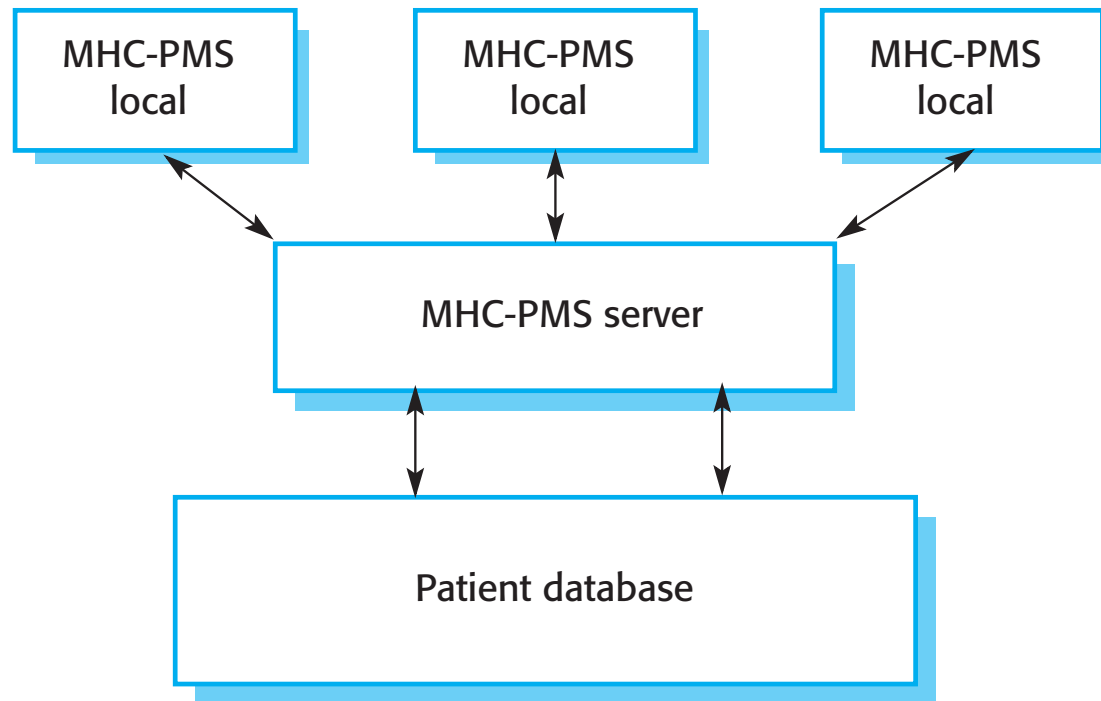 MHC-PMS
local
MHC-PMS
local
MHC-PMS
local
MHC-PMS server
Patient database